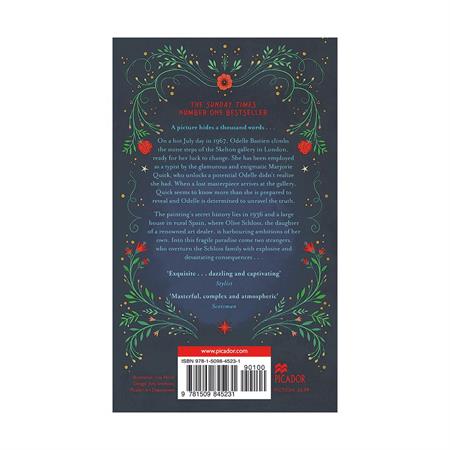 THE SUNDAY TIMES
NUMBER ONE BESTSELLER
A picture hides a thousand words . . .
On a hot July day in 1967, Odelle Bastien climbs
the stone steps of the Skelton gallery in London,
ready for her luck to change. She has been employed
as a typist by the glamorous and enigmatic Marjorie
Quick, who unlocks a potential Odelle didn't realize
she had. When a lost masterpiece arrives at the gallery,
Quick seems to know more than she is prepared to
reveal and Odelle is determined to unravel the truth.
The painting's secret history lies in 1936 and a large
house in rural Spain, where Olive Schloss, the
daughter of a renowned art dealer, is harbouring ambitions of her
own. Into this fragile paradise come two strangers,
who overturn the Schloss family with explosive and
devastating consequences . . .
'Exquisite . . . dazzling and captivating'
Stylist
'Masterful, complex and atmospheric'
Scotsman
www.picador.com
ISBN 978-1-5098-4523-1
90100
9 781509 845231
PICADOR
FICTION